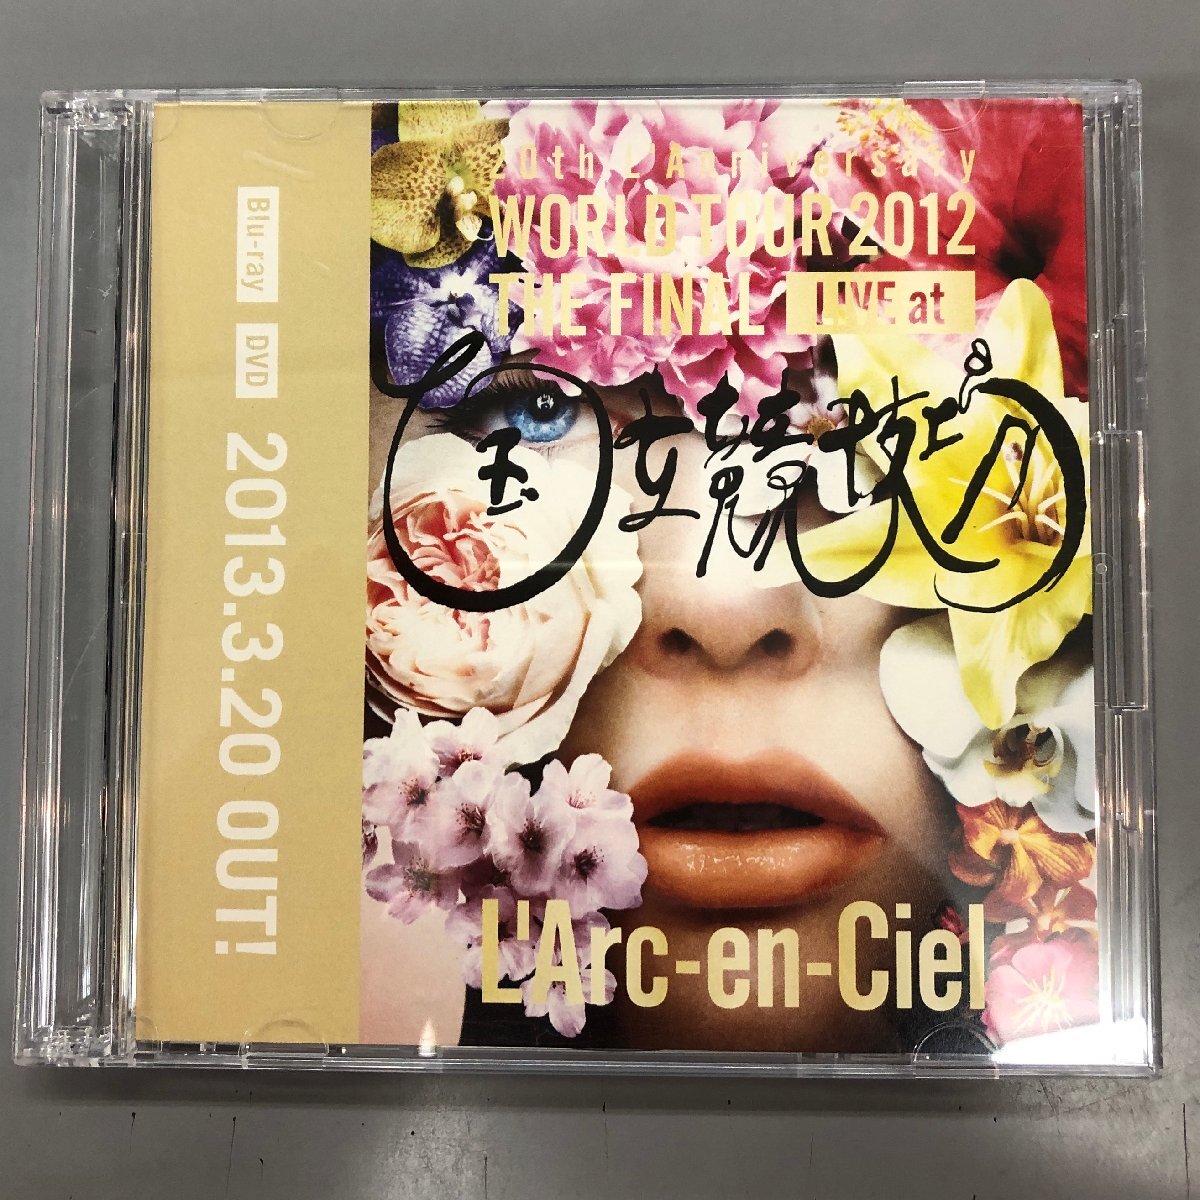 20th L'Anniversary
WORLD TOUR 2012
THE FINAL LIVE at
国立競技場
L'Arc-en-Ciel
Blu-ray DVD 2013.3.20 OUT!